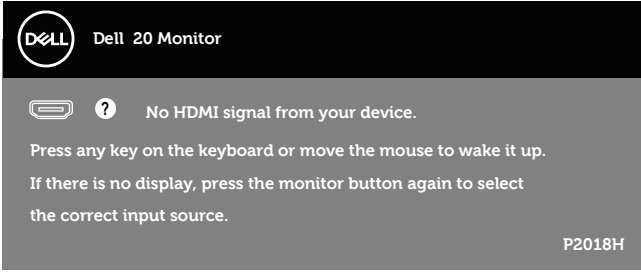 DELL
Dell 20 Monitor
? No HDMI signal from your device.
Press any key on the keyboard or move the mouse to wake it up.
If there is no display, press the monitor button again to select
the correct input source.
P2018H